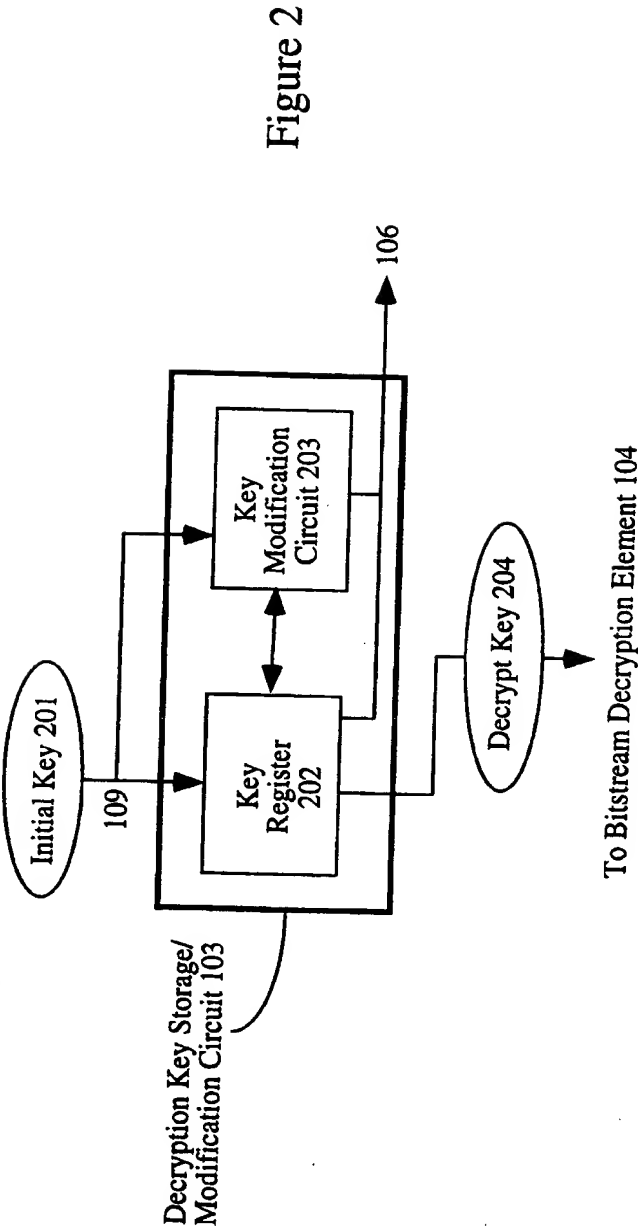 Figure 2
Initial Key 201
109
Key
Register
202
Key
Modification
Circuit 203
106
Decryption Key Storage/
Modification Circuit 103
Decrypt Key 204
To Bitstream Decryption Element 104